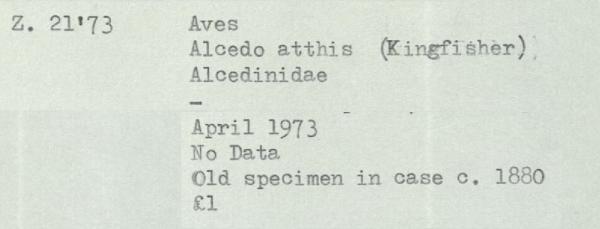 Z. 21'73 Aves
Alcedo atthis (Kingfisher)
Alcedinidae
—
April 1973
No Data
Old specimen in case c. 1880
£1